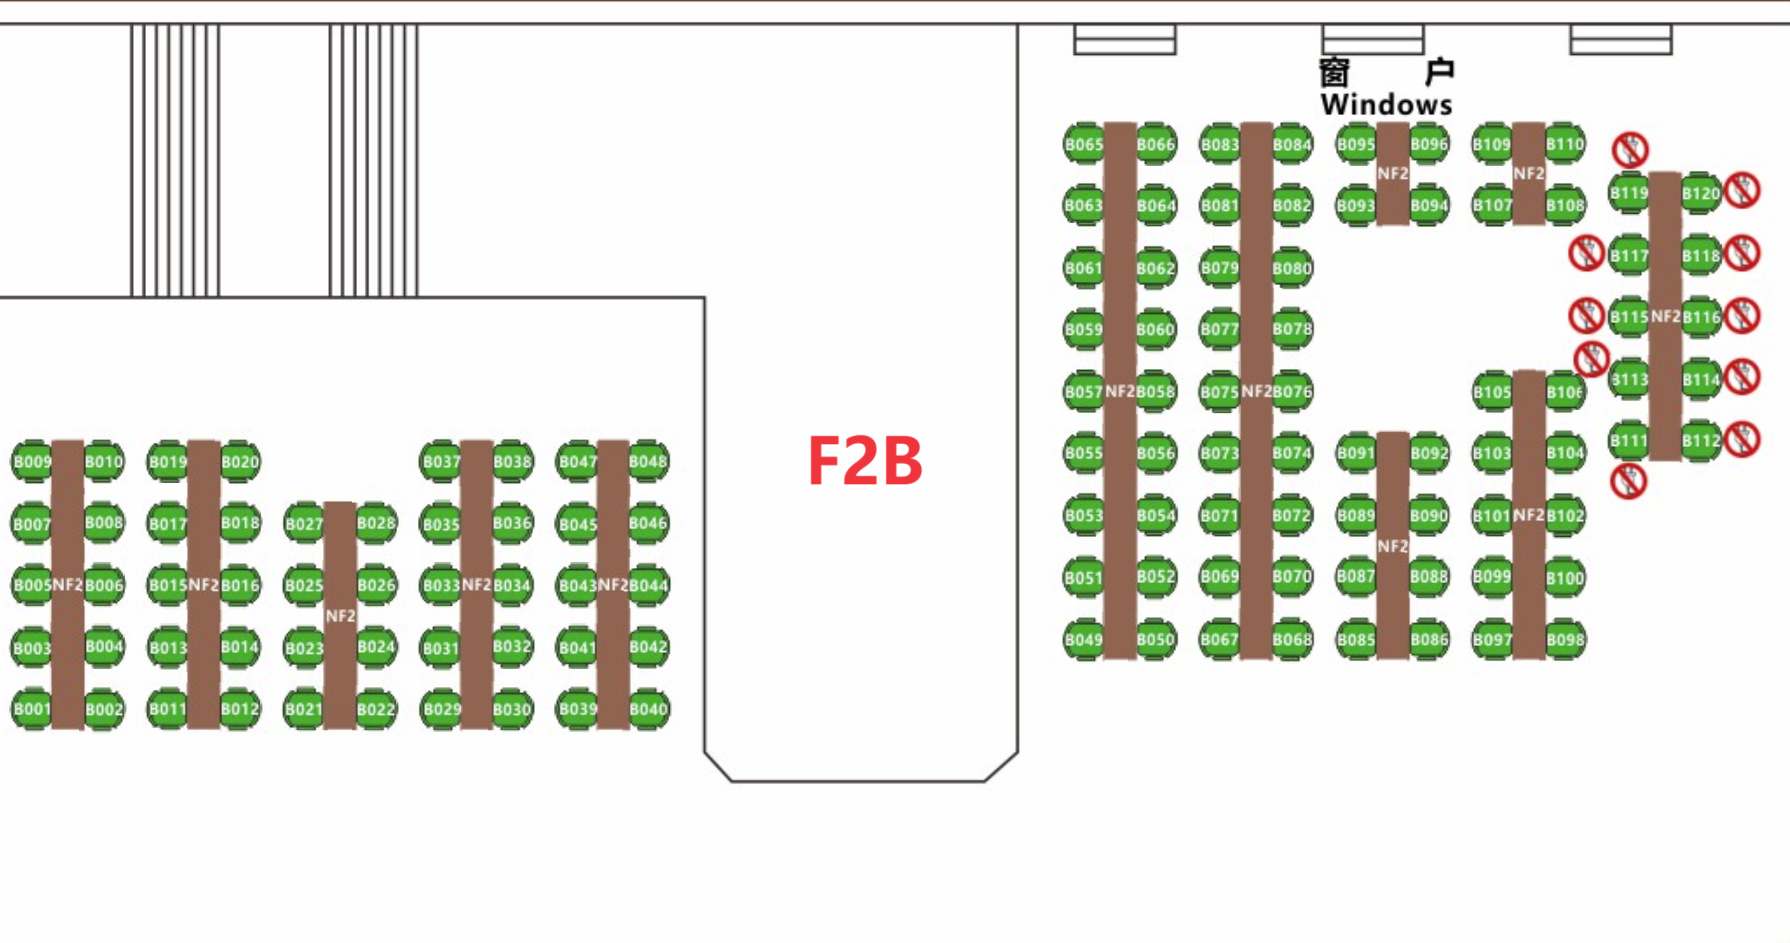 窗 户
Windows
B065 B066 B083 B084 B095 B096 B109 B110
NF2 NF2
B119 B120
B063 B064 B081 B082 B093 B094 B107 B108
B117 B118
B061 B062 B079 B080
B115 NF2 B116
B059 B060 B077 B078
B113 B114
B057 NF2 B058 B075 NF2 B076 B105 B106
B111 B112
B055 B056 B073 B074 B091 B092 B103 B104
F2B
B009 B010 B019 B020 B037 B038 B047 B048
B053 B054 B071 B072 B089 B090 B101 NF2 B102
B007 B008 B017 B018 B027 B028 B035 B036 B045 B046
NF2
B051 B052 B069 B070 B087 B088 B099 B100
B005 NF2 B006 B015 NF2 B016 B025 B026 B033 NF2 B034 B043 NF2 B044
NF2
B049 B050 B067 B068 B085 B086 B097 B098
B003 B004 B013 B014 B023 B024 B031 B032 B041 B042
B001 B002 B011 B012 B021 B022 B029 B030 B039 B040